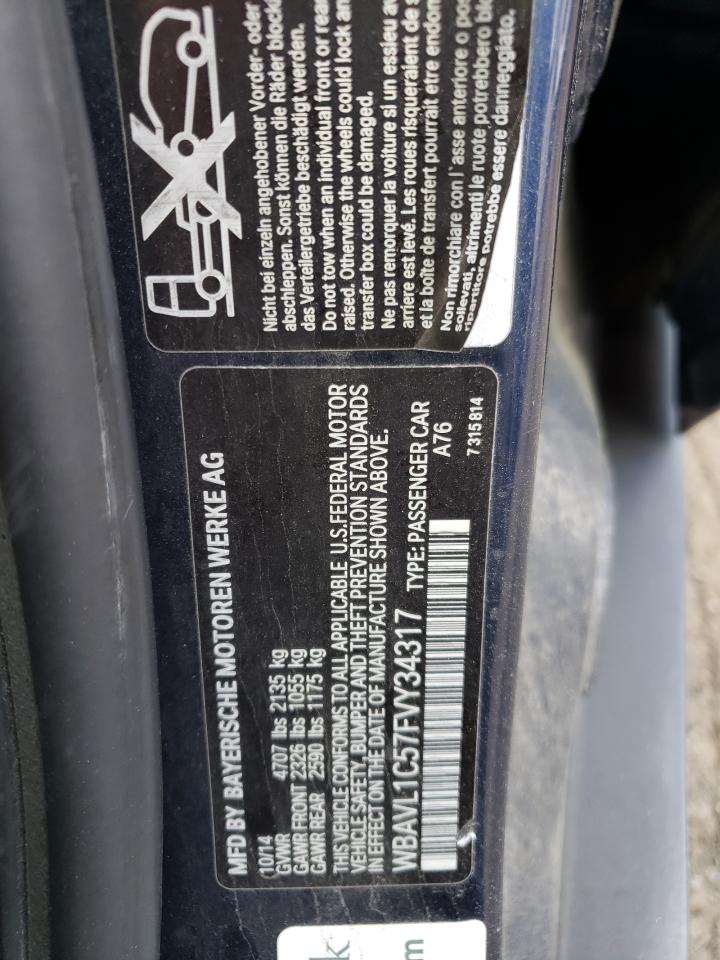 Nicht bei einzeln angehobener Vorder- oder
abschleppen. Sonst können die Räder blocki
das Verteilergetriebe beschädigt werden.
Do not tow when an individual front or rea
raised. Otherwise the wheels could lock and
transfer box could be damaged.
Ne pas remorquer la voiture si un essieu av
arrière est levé. Les roues risqueraient de s
et la boîte de transfert pourrait etre endom
Non rimorchiare con l'asse anteriore o pos
sollevati, altrimenti le ruote potrebbero blo
ripartitore potrebbe essere danneggiato.
MFD BY BAYERISCHE MOTOREN WERKE AG
10/14
GVWR 4707 lbs 2135 kg
GAWR FRONT 2326 lbs 1055 kg
GAWR REAR 2590 lbs 1175 kg
THIS VEHICLE CONFORMS TO ALL APPLICABLE U.S.FEDERAL MOTOR
VEHICLE SAFETY, BUMPER AND THEFT PREVENTION STANDARDS
IN EFFECT ON THE DATE OF MANUFACTURE SHOWN ABOVE.
WBAVL1C57FVY34317 TYPE: PASSENGER CAR
A76
7 315 814
k
m